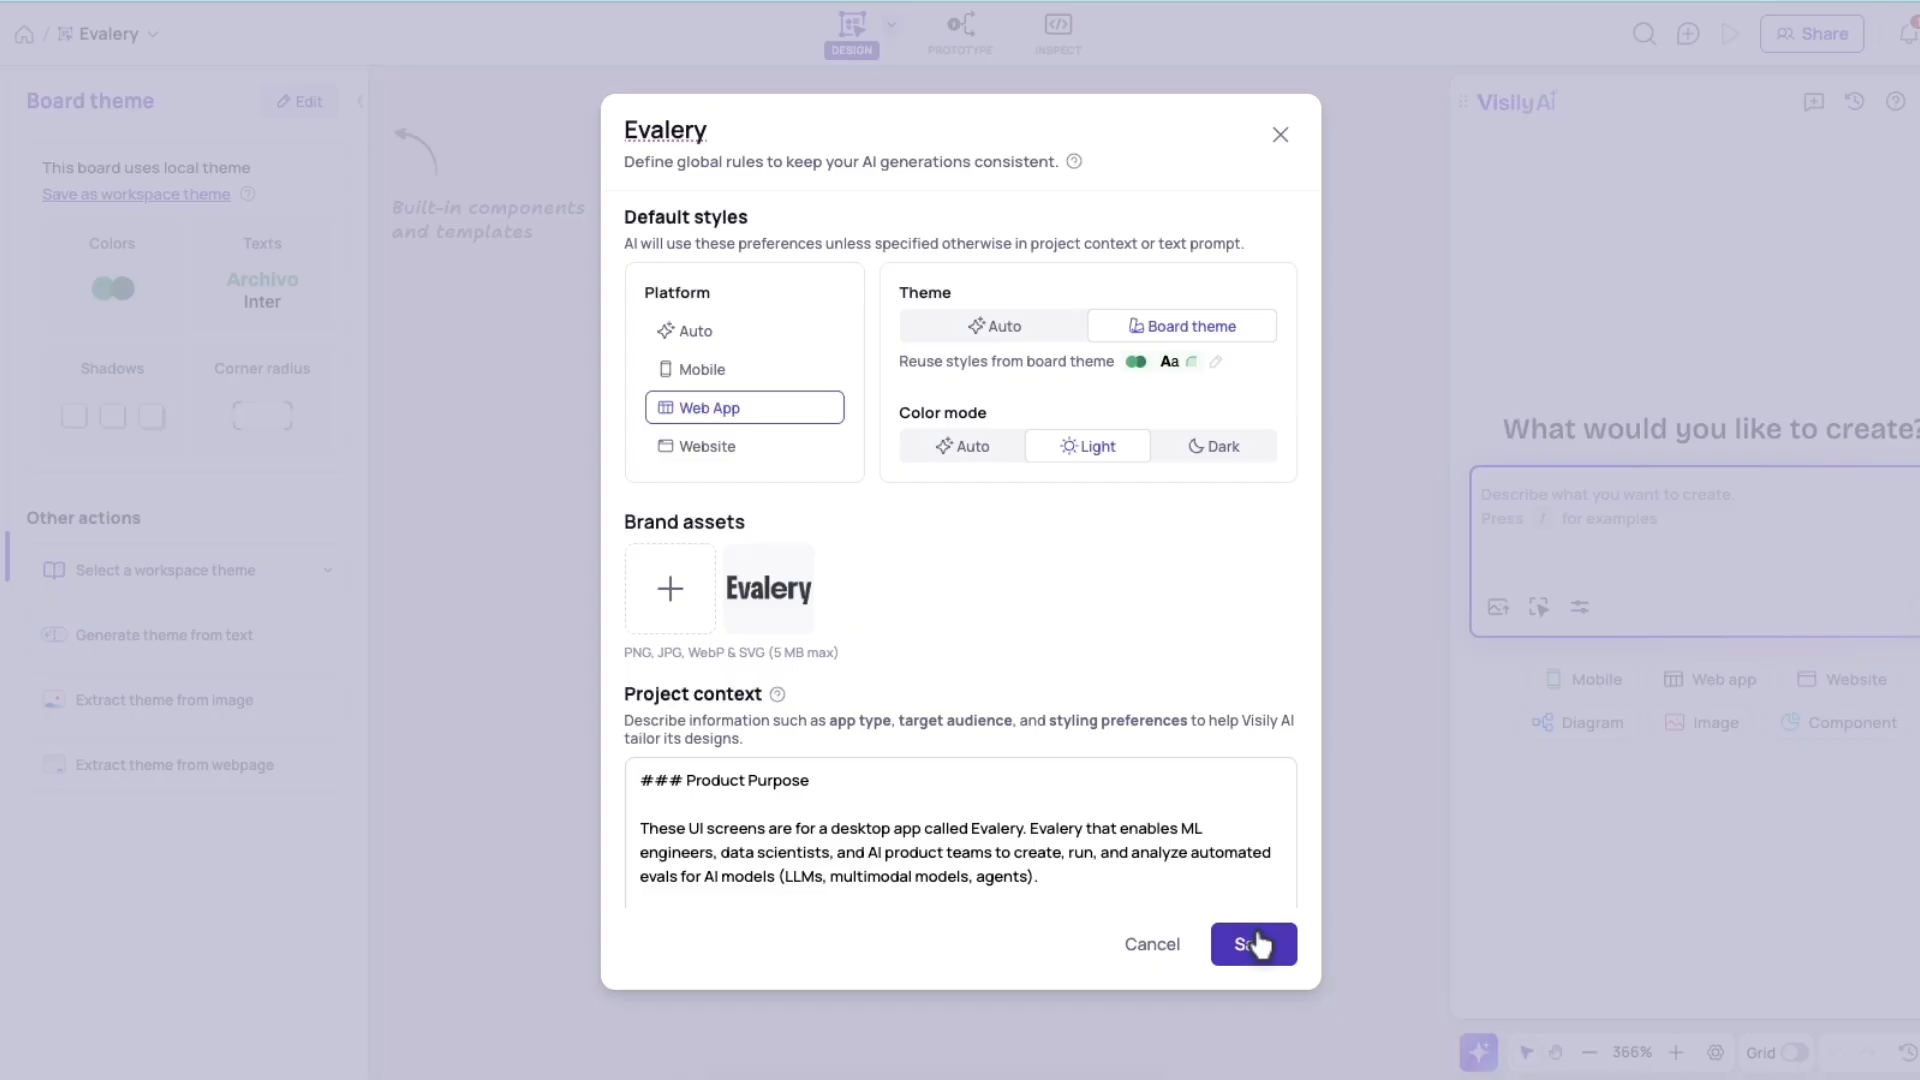 / Evalery
DESIGN
PROTOTYPE
INSPECT
Share
Board theme
Edit
This board uses local theme
Save as workspace theme
Colors
Texts
Archivo
Inter
Shadows
Corner radius
Other actions
Select a workspace theme
Generate theme from text
Extract theme from image
Extract theme from webpage
Built-in components
and templates
Evalery
Define global rules to keep your AI generations consistent.
Default styles
AI will use these preferences unless specified otherwise in project context or text prompt.
Platform
Auto
Mobile
Web App
Website
Theme
Auto
Board theme
Reuse styles from board theme
Aa
Color mode
Auto
Light
Dark
Brand assets
Evalery
PNG, JPG, WebP & SVG (5 MB max)
Project context
Describe information such as app type, target audience, and styling preferences to help Visily AI
tailor its designs.
### Product Purpose
These UI screens are for a desktop app called Evalery. Evalery that enables ML
engineers, data scientists, and AI product teams to create, run, and analyze automated
evals for AI models (LLMs, multimodal models, agents).
Cancel
Visily Ai
What would you like to create?
Describe what you want to create.
Press / for examples
Mobile
Web app
Website
Diagram
Image
Component
366%
Grid